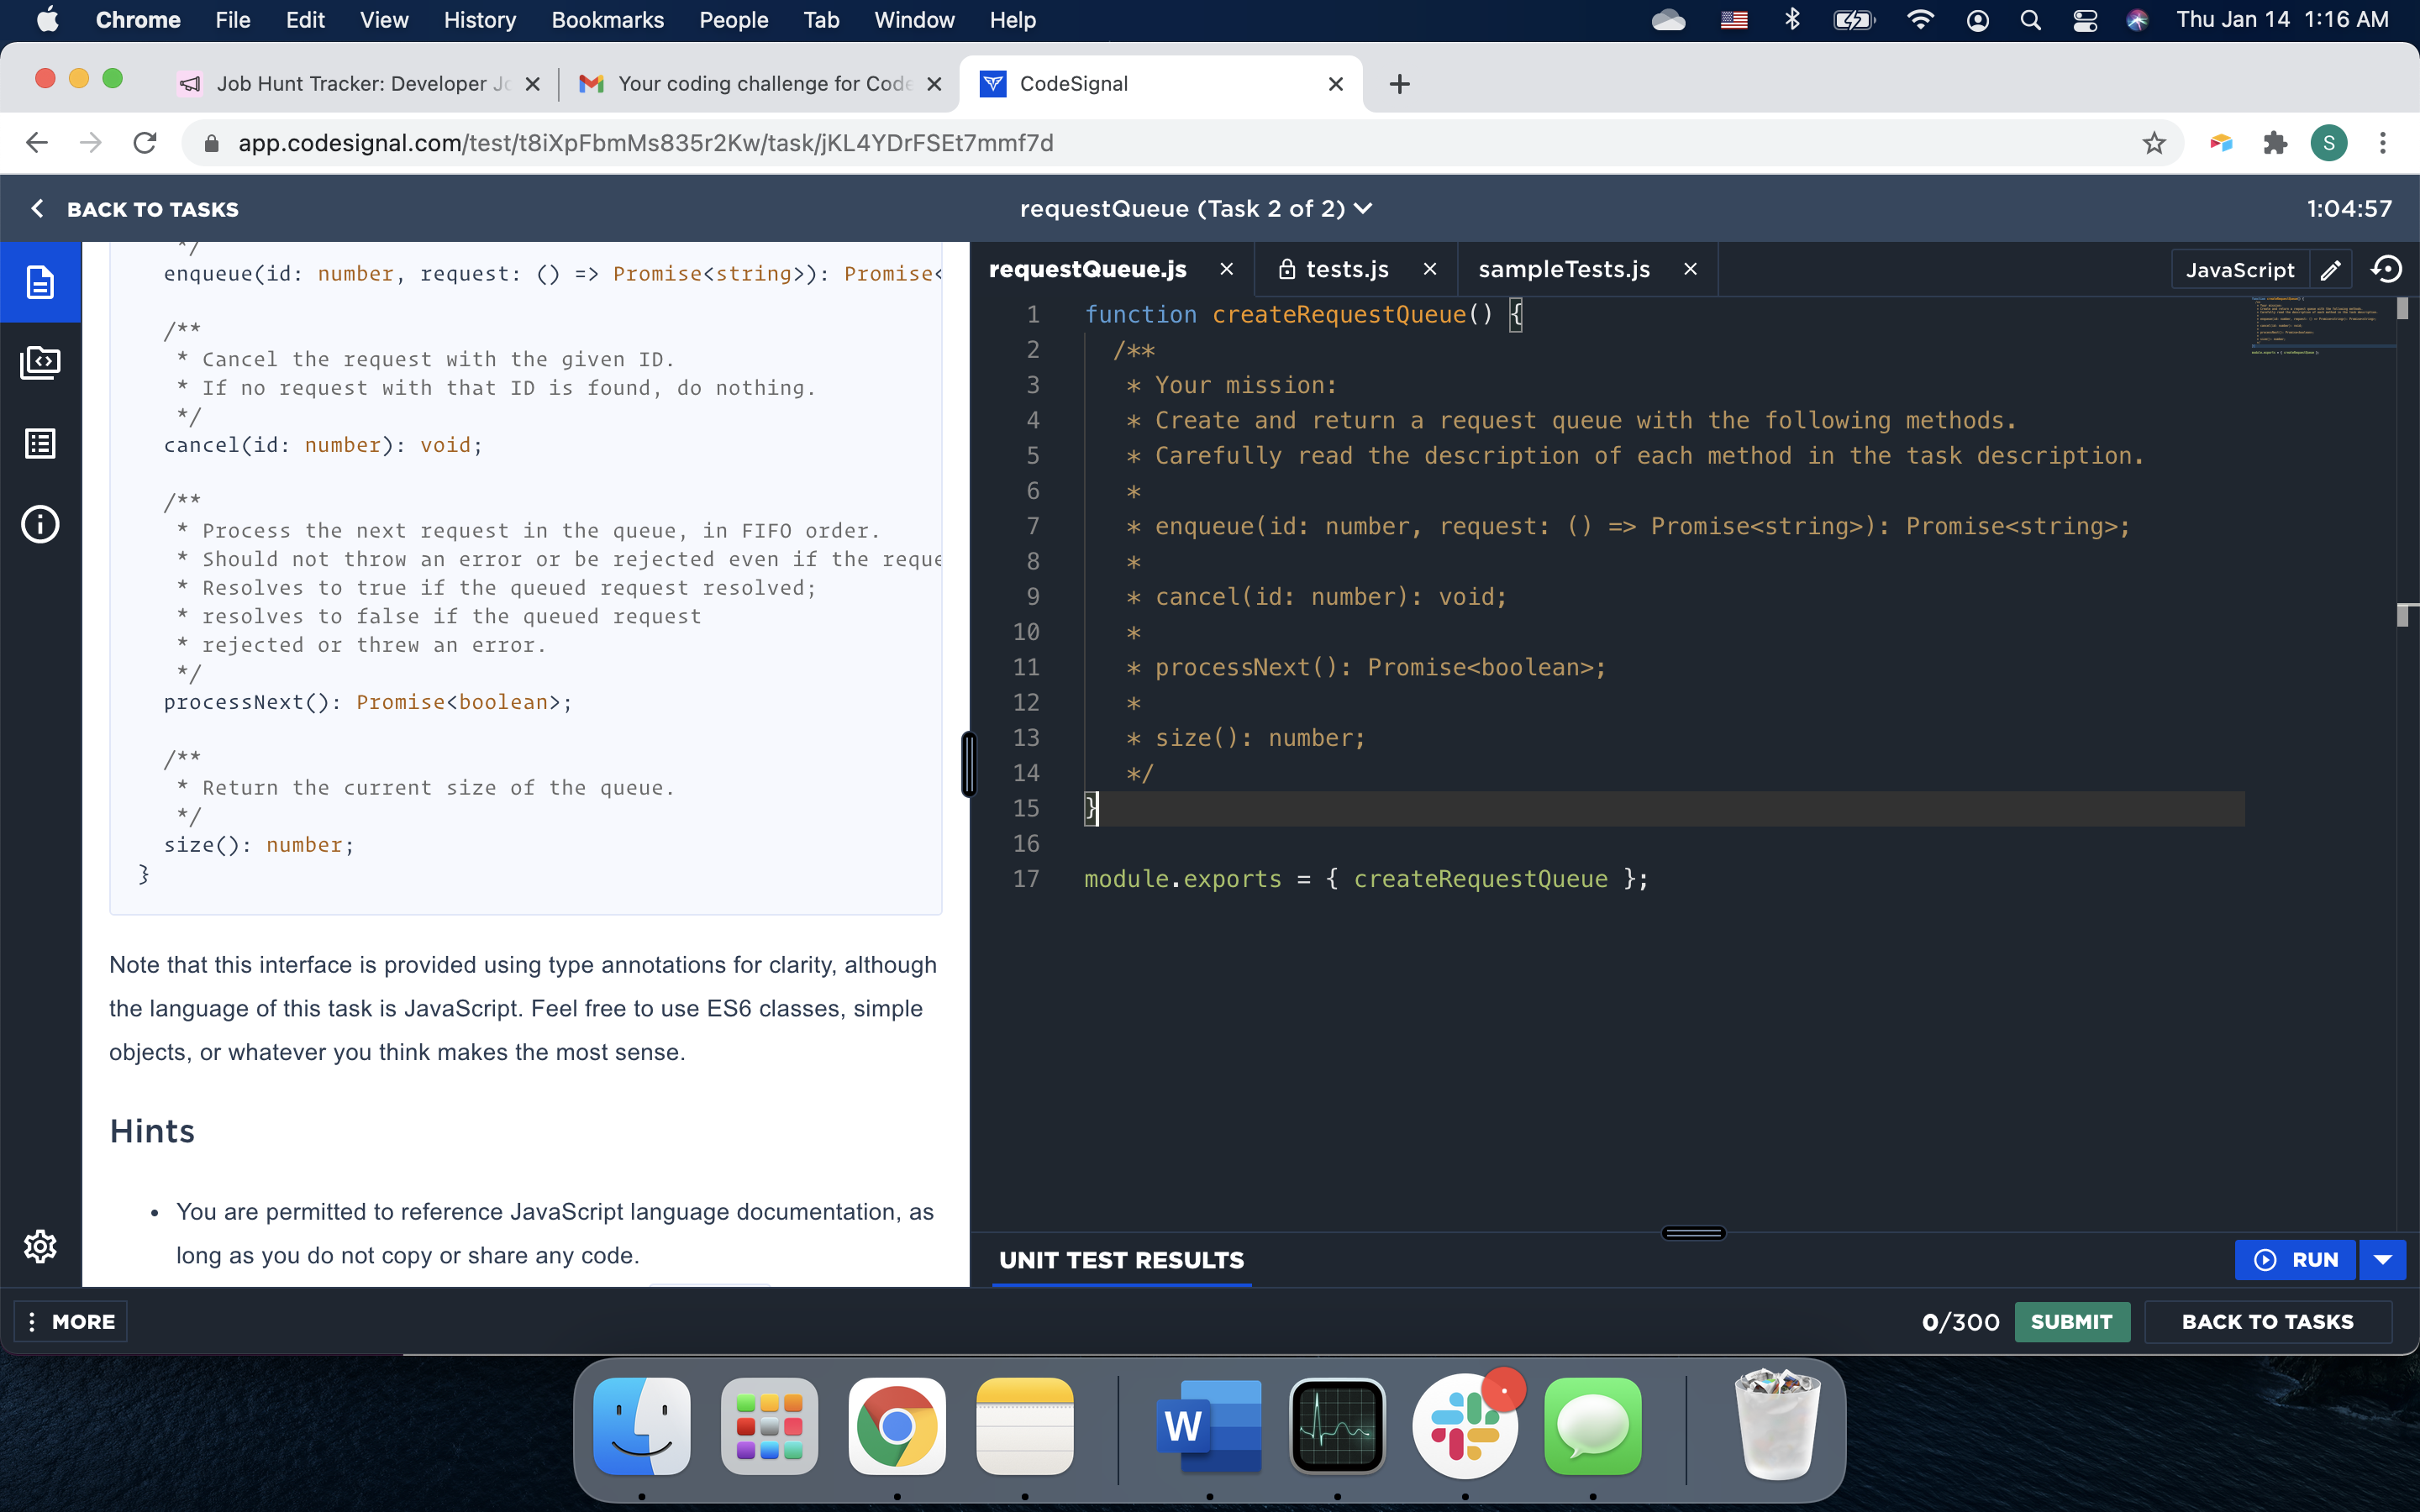 Chrome File Edit View History Bookmarks People Tab Window Help Thu Jan 14 1:16 AM
Job Hunt Tracker: Developer Jo
Your coding challenge for Code
CodeSignal
app.codesignal.com/test/t8iXpFbmMs835r2Kw/task/jKL4YDrFSEt7mmf7d
S
BACK TO TASKS
requestQueue (Task 2 of 2)
1:04:57
*/
enqueue(id: number, request: () => Promise<string>): Promise<
/**
* Cancel the request with the given ID.
* If no request with that ID is found, do nothing.
*/
cancel(id: number): void;
/**
* Process the next request in the queue, in FIFO order.
* Should not throw an error or be rejected even if the reque
* Resolves to true if the queued request resolved;
* resolves to false if the queued request
* rejected or threw an error.
*/
processNext(): Promise<boolean>;
/**
* Return the current size of the queue.
*/
size(): number;
}
Note that this interface is provided using type annotations for clarity, although
the language of this task is JavaScript. Feel free to use ES6 classes, simple
objects, or whatever you think makes the most sense.
Hints
• You are permitted to reference JavaScript language documentation, as
long as you do not copy or share any code.
requestQueue.js
tests.js
sampleTests.js
JavaScript
1 function createRequestQueue() {
2 /**
3 * Your mission:
4 * Create and return a request queue with the following methods.
5 * Carefully read the description of each method in the task description.
6 *
7 * enqueue(id: number, request: () => Promise<string>): Promise<string>;
8 *
9 * cancel(id: number): void;
10 *
11 * processNext(): Promise<boolean>;
12 *
13 * size(): number;
14 */
15 }
16
17 module.exports = { createRequestQueue };
UNIT TEST RESULTS
RUN
MORE
0/300
SUBMIT
BACK TO TASKS
W